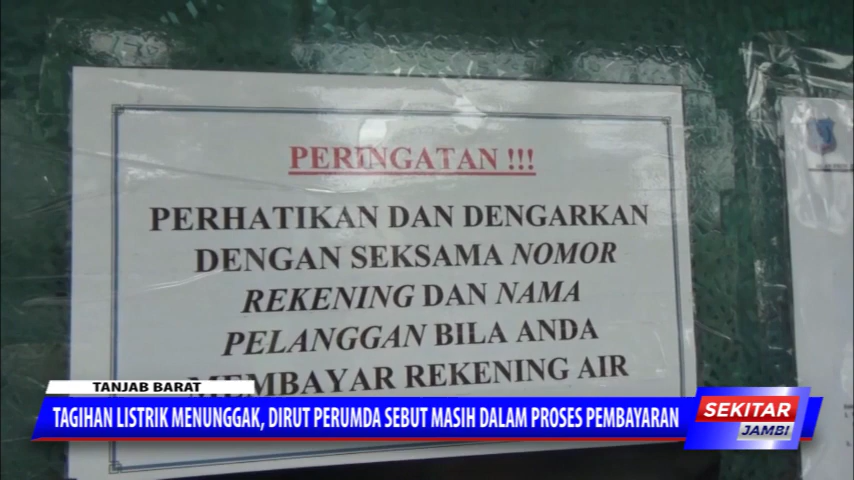 PERINGATAN !!!
PERHATIKAN DAN DENGARKAN
DENGAN SEKSAMA NOMOR
REKENING DAN NAMA
PELANGGAN BILA ANDA
MEMBAYAR REKENING AIR
TANJAB BARAT
TAGIHAN LISTRIK MENUNGGAK, DIRUT PERUMDA SEBUT MASIH DALAM PROSES PEMBAYARAN
SEKITAR
JAMBI